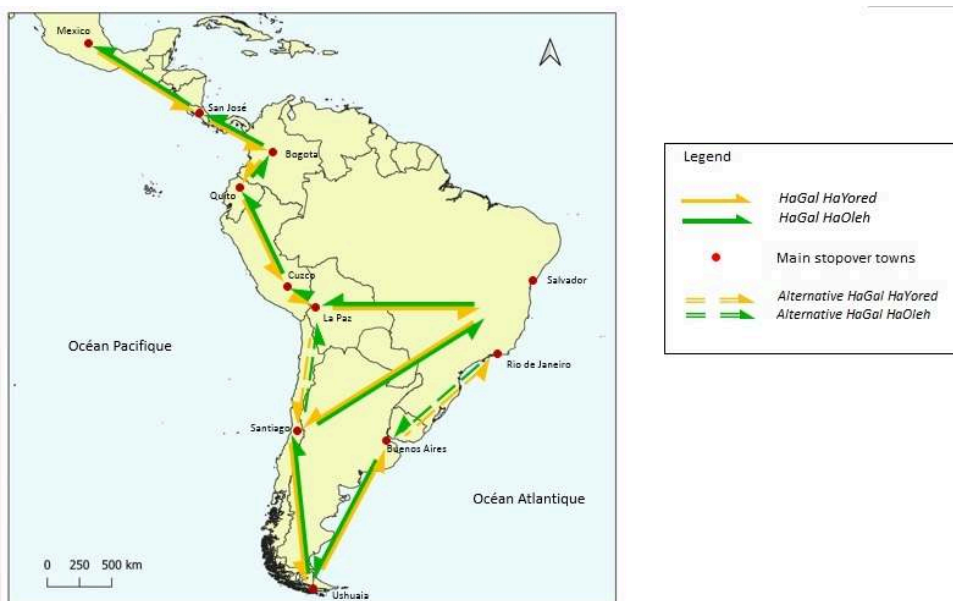 Mexico
San José
Bogota
Quito
Cuzco
La Paz
Salvador
Océan Pacifique
Rio de Janeiro
Santiago
Buenos Aires
Océan Atlantique
0 250 500 km
Ushuaia
Legend
HaGal HaYored
HaGal HaOleh
Main stopover towns
Alternative HaGal HaYored
Alternative HaGal HaOleh